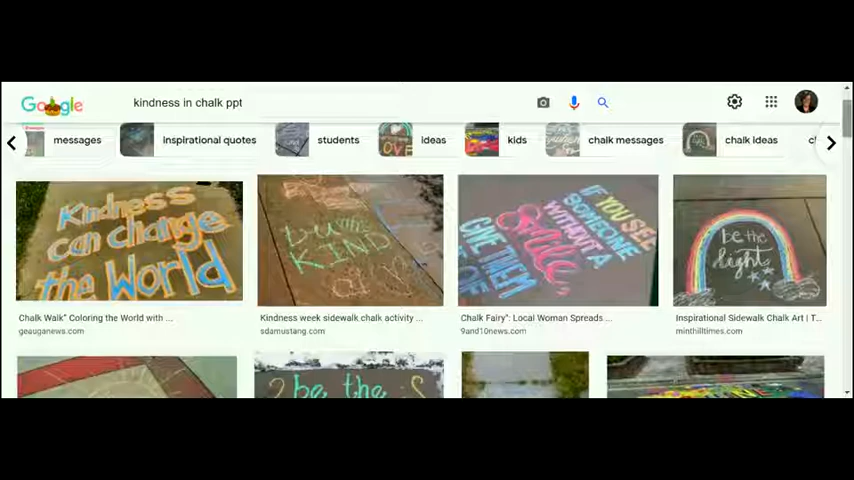 Google
kindness in chalk ppt
messages
inspirational quotes
students
ideas
kids
chalk messages
chalk ideas
Kindness
can change
the World
KIND
IF YOU SEE
SOMEONE
WITHOUT A
Smile,
GIVE THEM
be the
light
Chalk Walk" Coloring the World with ...
geauganews.com
Kindness week sidewalk chalk activity ...
sdamustang.com
Chalk Fairy": Local Woman Spreads ...
9and10news.com
Inspirational Sidewalk Chalk Art | T...
minthilltimes.com
be the